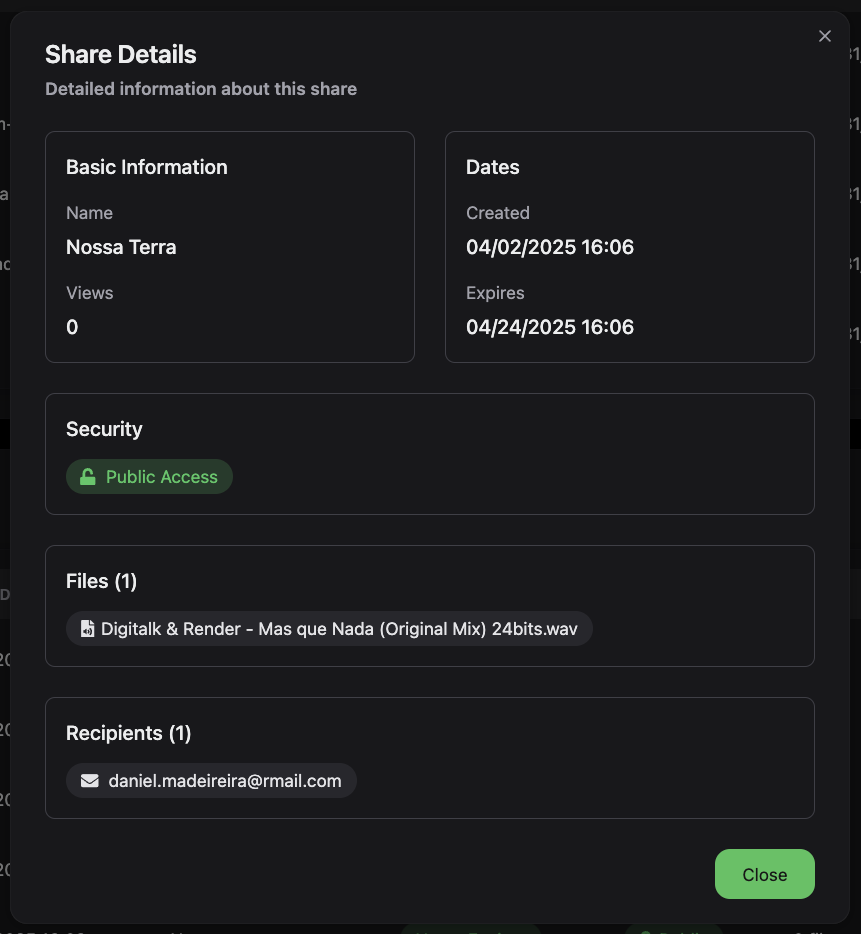 Share Details
Detailed information about this share
Basic Information
Name
Nossa Terra
Views
0
Dates
Created
04/02/2025 16:06
Expires
04/24/2025 16:06
Security
Public Access
Files (1)
Digitalk & Render - Mas que Nada (Original Mix) 24bits.wav
Recipients (1)
daniel.madeireira@rmail.com
Close